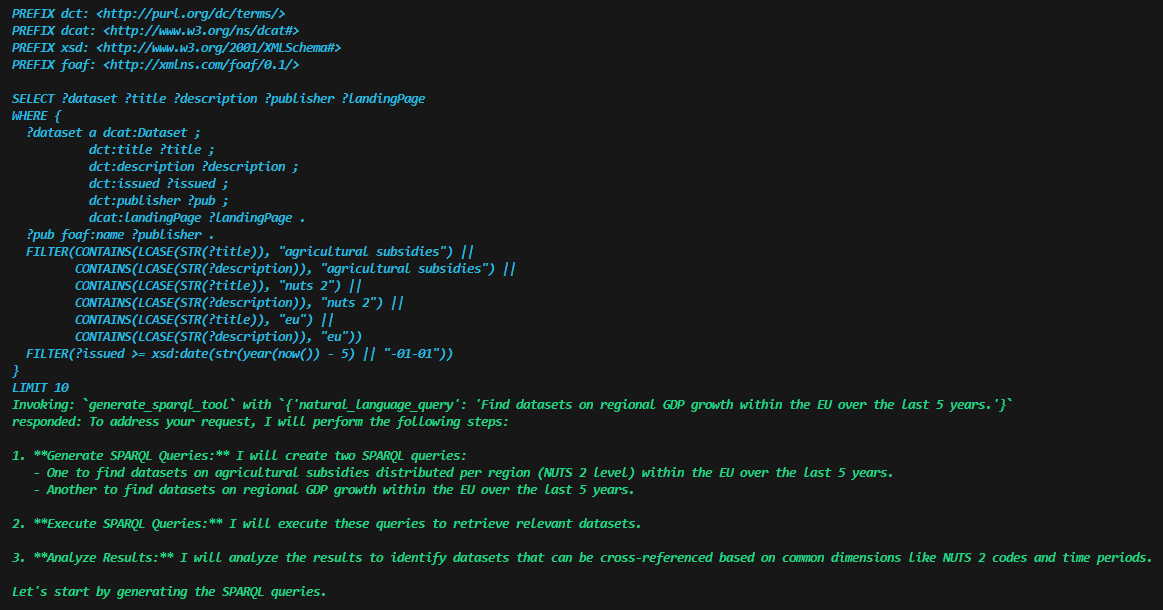 PREFIX dct: <http://purl.org/dc/terms/>
PREFIX dcat: <http://www.w3.org/ns/dcat#>
PREFIX xsd: <http://www.w3.org/2001/XMLSchema#>
PREFIX foaf: <http://xmlns.com/foaf/0.1/>

SELECT ?dataset ?title ?description ?publisher ?landingPage
WHERE {
  ?dataset a dcat:Dataset ;
           dct:title ?title ;
           dct:description ?description ;
           dct:issued ?issued ;
           dct:publisher ?pub ;
           dcat:landingPage ?landingPage .
  ?pub foaf:name ?publisher .
  FILTER(CONTAINS(LCASE(STR(?title)), "agricultural subsidies") ||
         CONTAINS(LCASE(STR(?description)), "agricultural subsidies") ||
         CONTAINS(LCASE(STR(?title)), "nuts 2") ||
         CONTAINS(LCASE(STR(?description)), "nuts 2") ||
         CONTAINS(LCASE(STR(?title)), "eu") ||
         CONTAINS(LCASE(STR(?description)), "eu"))
  FILTER(?issued >= xsd:date(str(year(now()) - 5) || "-01-01"))
}
LIMIT 10
Invoking: `generate_sparql_tool` with `{'natural_language_query': 'Find datasets on regional GDP growth within the EU over the last 5 years.'}`
responded: To address your request, I will perform the following steps:

1. **Generate SPARQL Queries:** I will create two SPARQL queries:
   - One to find datasets on agricultural subsidies distributed per region (NUTS 2 level) within the EU over the last 5 years.
   - Another to find datasets on regional GDP growth within the EU over the last 5 years.

2. **Execute SPARQL Queries:** I will execute these queries to retrieve relevant datasets.

3. **Analyze Results:** I will analyze the results to identify datasets that can be cross-referenced based on common dimensions like NUTS 2 codes and time periods.

Let's start by generating the SPARQL queries.